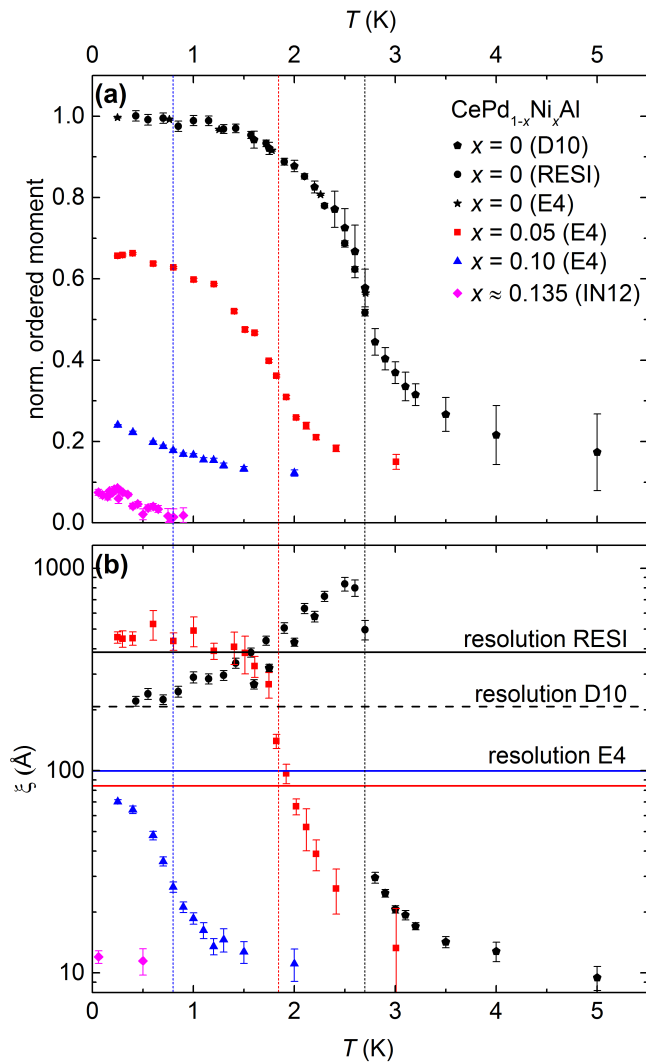 T (K)
0 1 2 3 4 5
(a)
CePd1-xNixAl
x = 0 (D10)
x = 0 (RESI)
x = 0 (E4)
x = 0.05 (E4)
x = 0.10 (E4)
x ≈ 0.135 (IN12)
norm. ordered moment
1.0
0.8
0.6
0.4
0.2
0.0
(b)
1000
resolution RESI
resolution D10
resolution E4
ξ (Å)
100
10
0 1 2 3 4 5
T (K)